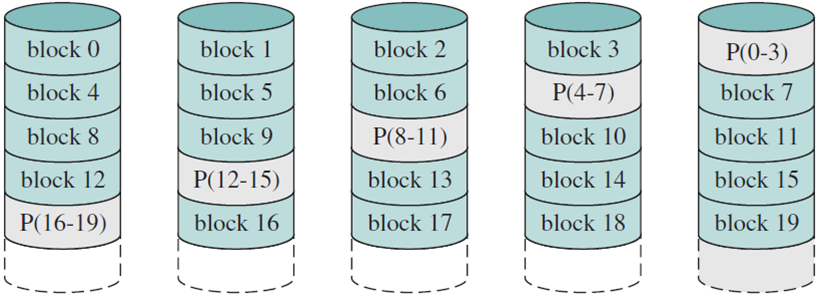 block 0 block 1 block 2 block 3 P(0-3)
block 4 block 5 block 6 P(4-7) block 7
block 8 block 9 P(8-11) block 10 block 11
block 12 P(12-15) block 13 block 14 block 15
P(16-19) block 16 block 17 block 18 block 19